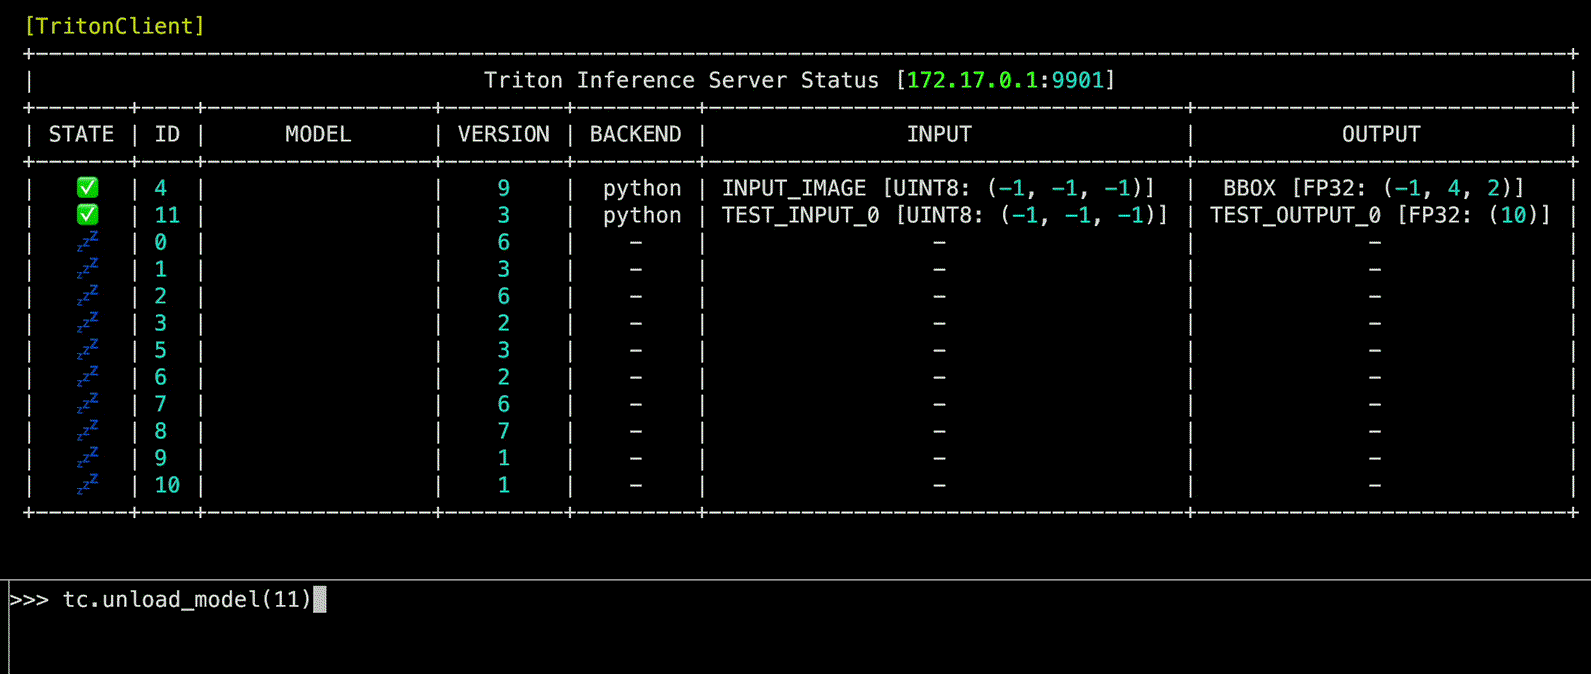 [TritonClient]
Triton Inference Server Status [172.17.0.1:9901]
| STATE | ID | MODEL | VERSION | BACKEND | INPUT | OUTPUT |
| ✅ | 4 | | 9 | python | INPUT_IMAGE [UINT8: (-1, -1, -1)] | BBOX [FP32: (-1, 4, 2)] |
| ✅ | 11 | | 3 | python | TEST_INPUT_0 [UINT8: (-1, -1, -1)] | TEST_OUTPUT_0 [FP32: (10)] |
| 💤 | 0 | | 6 | - | - | - |
| 💤 | 1 | | 3 | - | - | - |
| 💤 | 2 | | 6 | - | - | - |
| 💤 | 3 | | 2 | - | - | - |
| 💤 | 5 | | 3 | - | - | - |
| 💤 | 6 | | 2 | - | - | - |
| 💤 | 7 | | 6 | - | - | - |
| 💤 | 8 | | 7 | - | - | - |
| 💤 | 9 | | 1 | - | - | - |
| 💤 | 10 | | 1 | - | - | - |
>>> tc.unload_model(11)